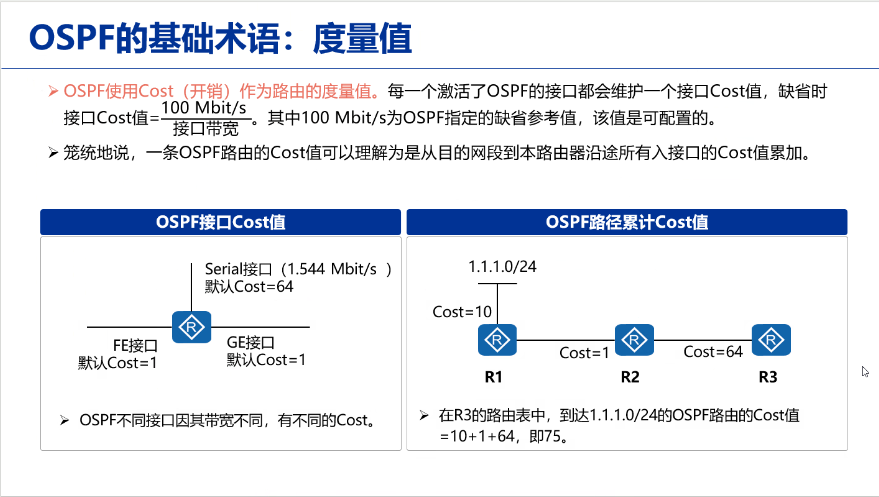 OSPF的基础术语：度量值
➢ OSPF使用Cost（开销）作为路由的度量值。每一个激活了OSPF的接口都会维护一个接口Cost值，缺省时
接口Cost值=100 Mbit/s/接口带宽。其中100 Mbit/s为OSPF指定的缺省参考值，该值是可配置的。
➢ 笼统地说，一条OSPF路由的Cost值可以理解为是从目的网段到本路由器沿途所有入接口的Cost值累加。
OSPF接口Cost值
Serial接口（1.544 Mbit/s ）
默认Cost=64
R
FE接口
默认Cost=1
GE接口
默认Cost=1
➢ OSPF不同接口因其带宽不同，有不同的Cost。
OSPF路径累计Cost值
1.1.1.0/24
Cost=10
R
R
R
Cost=1
Cost=64
R1
R2
R3
➢ 在R3的路由表中，到达1.1.1.0/24的OSPF路由的Cost值
=10+1+64，即75。